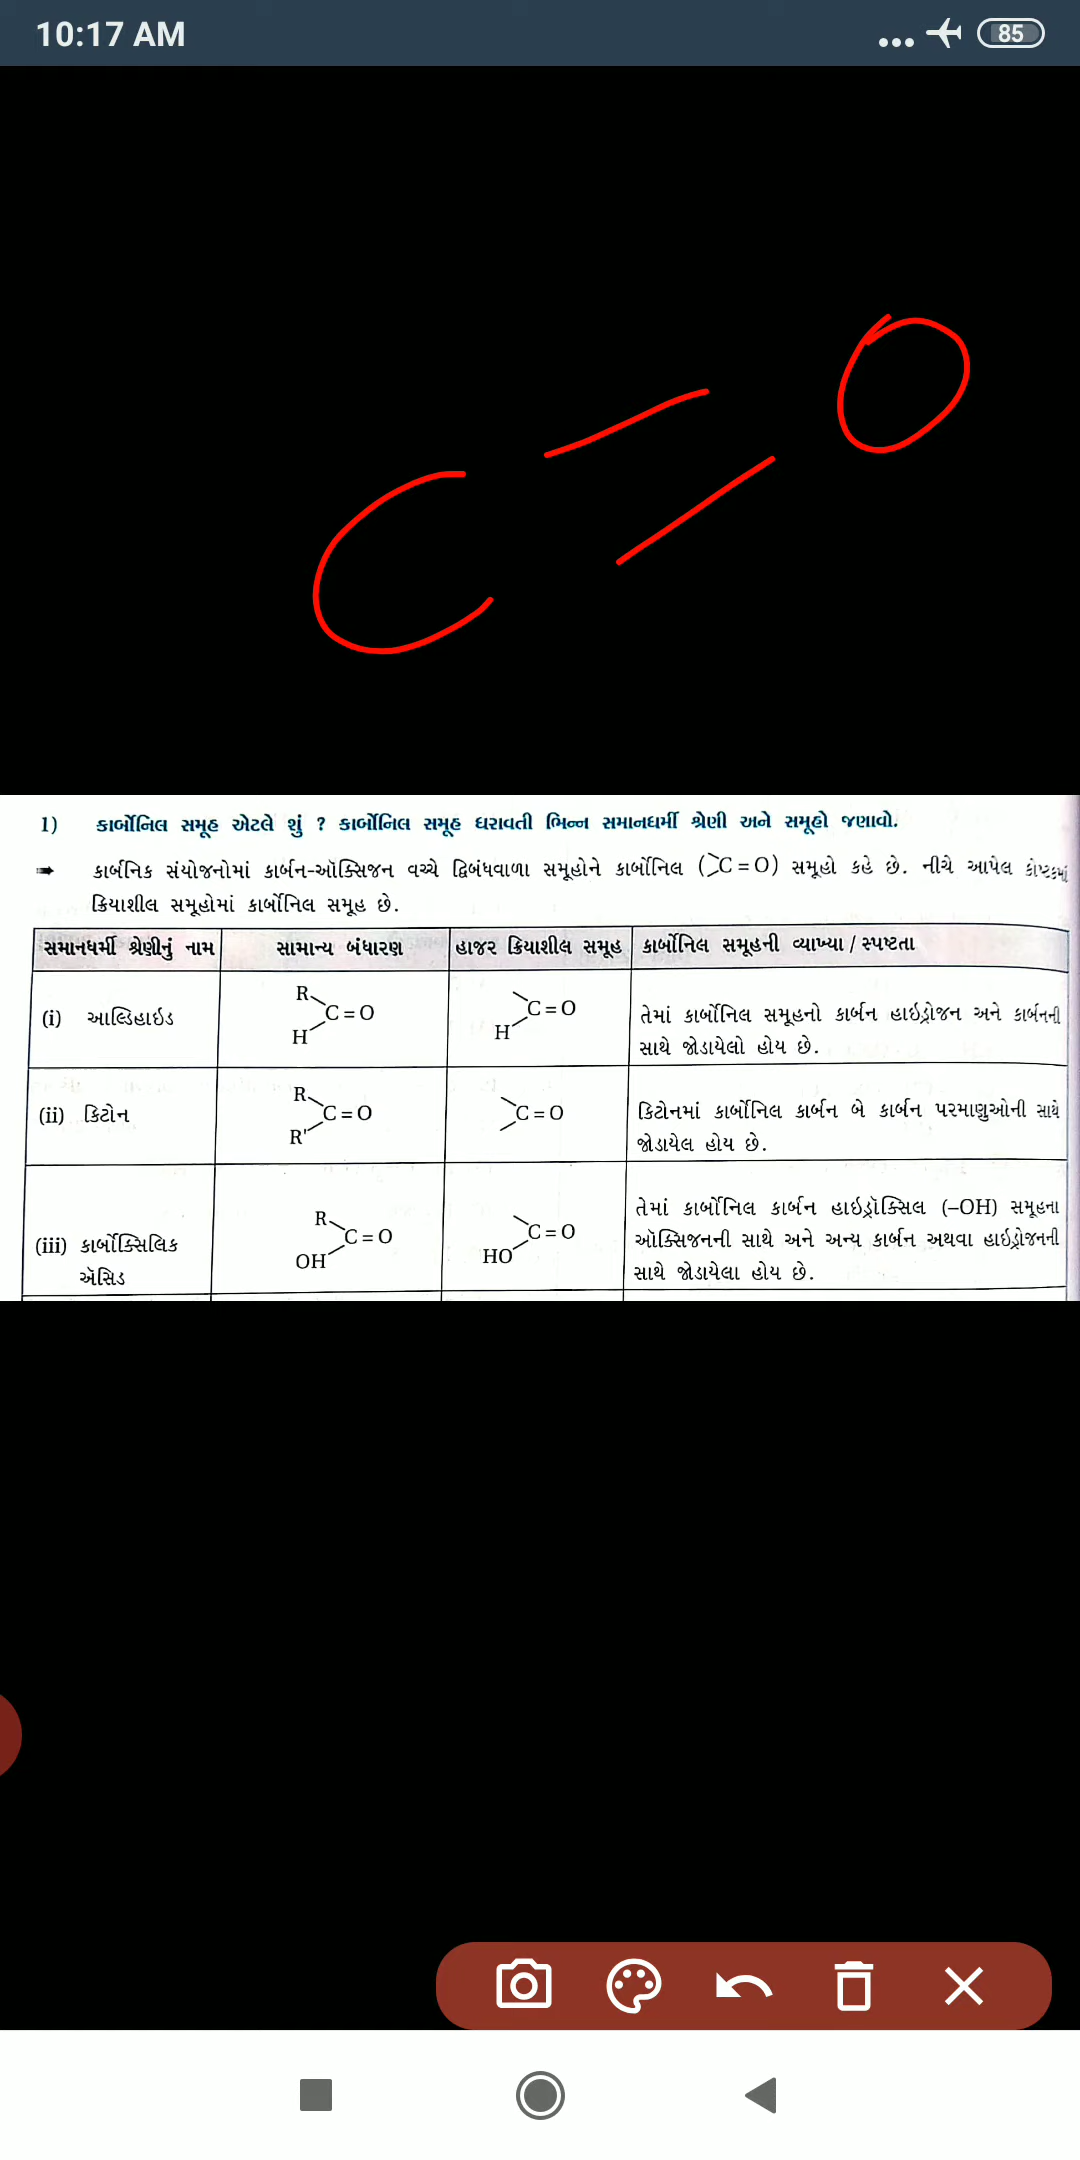 10:17 AM
85
C = O
1) કાર્બોનિલ સમૂહ એટલે શું ? કાર્બોનિલ સમૂહ ધરાવતી ભિન્ન સમાનધર્મી શ્રેણી અને સમૂહો જણાવો.
➠ કાર્બનિક સંયોજનોમાં કાર્બન-ઑક્સિજન વચ્ચે દ્વિબંધવાળા સમૂહોને કાર્બોનિલ (>C = O) સમૂહો કહે છે. નીચે આપેલ કોષ્ટકમાં
ક્રિયાશીલ સમૂહોમાં કાર્બોનિલ સમૂહ છે.
સમાનધર્મી શ્રેણીનું નામ સામાન્ય બંધારણ હાજર ક્રિયાશીલ સમૂહ કાર્બોનિલ સમૂહની વ્યાખ્યા / સ્પષ્ટતા
(i) આલ્ડિહાઇડ
R
C = O
H
C = O
H
તેમાં કાર્બોનિલ સમૂહનો કાર્બન હાઇડ્રોજન અને કાર્બનની
સાથે જોડાયેલો હોય છે.
(ii) કિટોન
R
C = O
R'
C = O
કિટોનમાં કાર્બોનિલ કાર્બન બે કાર્બન પરમાણુઓની સાથે
જોડાયેલ હોય છે.
(iii) કાર્બોક્સિલિક
ઍસિડ
R
C = O
OH
C = O
HO
તેમાં કાર્બોનિલ કાર્બન હાઇડ્રૉક્સિલ (–OH) સમૂહના
ઑક્સિજનની સાથે અને અન્ય કાર્બન અથવા હાઇડ્રોજનની
સાથે જોડાયેલા હોય છે.